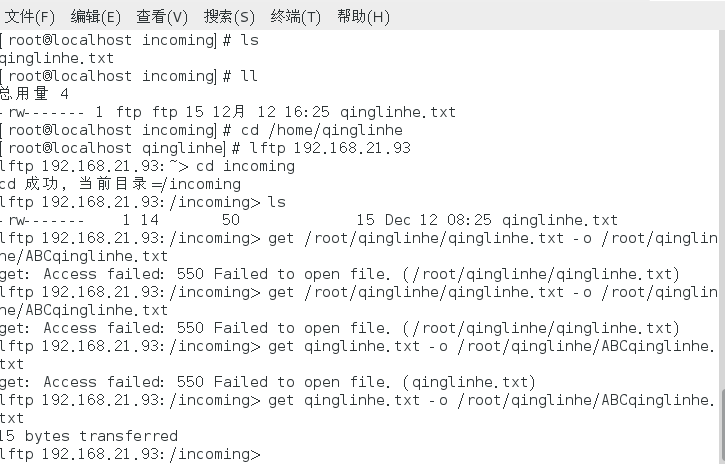 文件(F) 编辑(E) 查看(V) 搜索(S) 终端(T) 帮助(H)
[root@localhost incoming]# ls
qinglinhe.txt
[root@localhost incoming]# ll
总用量 4
-rw------- 1 ftp ftp 15 12月 12 16:25 qinglinhe.txt
[root@localhost incoming]# cd /home/qinglinhe
[root@localhost qinglinhe]# lftp 192.168.21.93
lftp 192.168.21.93:~> cd incoming
cd 成功, 当前目录=/incoming
lftp 192.168.21.93:/incoming> ls
-rw------- 1 14 50 15 Dec 12 08:25 qinglinhe.txt
lftp 192.168.21.93:/incoming> get /root/qinglinhe/qinglinhe.txt -o /root/qinglin
he/ABCqinglinhe.txt
get: Access failed: 550 Failed to open file. (/root/qinglinhe/qinglinhe.txt)
lftp 192.168.21.93:/incoming> get /root/qinglinhe/qinglinhe.txt -o /root/qinglin
he/ABCqinglinhe.txt
get: Access failed: 550 Failed to open file. (/root/qinglinhe/qinglinhe.txt)
lftp 192.168.21.93:/incoming> get qinglinhe.txt -o /root/qinglinhe/ABCqinglinhe.
txt
get: Access failed: 550 Failed to open file. (qinglinhe.txt)
lftp 192.168.21.93:/incoming> get qinglinhe.txt -o /root/qinglinhe/ABCqinglinhe.
txt
15 bytes transferred
lftp 192.168.21.93:/incoming>